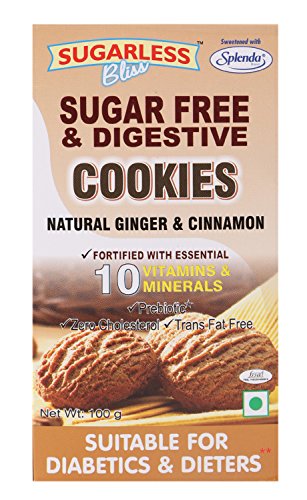 SUGARLESS™
Bliss
Sweetened with
Splenda
SUGAR FREE
& DIGESTIVE
COOKIES
NATURAL GINGER & CINNAMON
✓FORTIFIED WITH ESSENTIAL
10 VITAMINS &
MINERALS
✓Prebiotic*
✓Zero Cholesterol ✓Trans Fat Free
Net Wt: 100 g
SUITABLE FOR
DIABETICS & DIETERS**